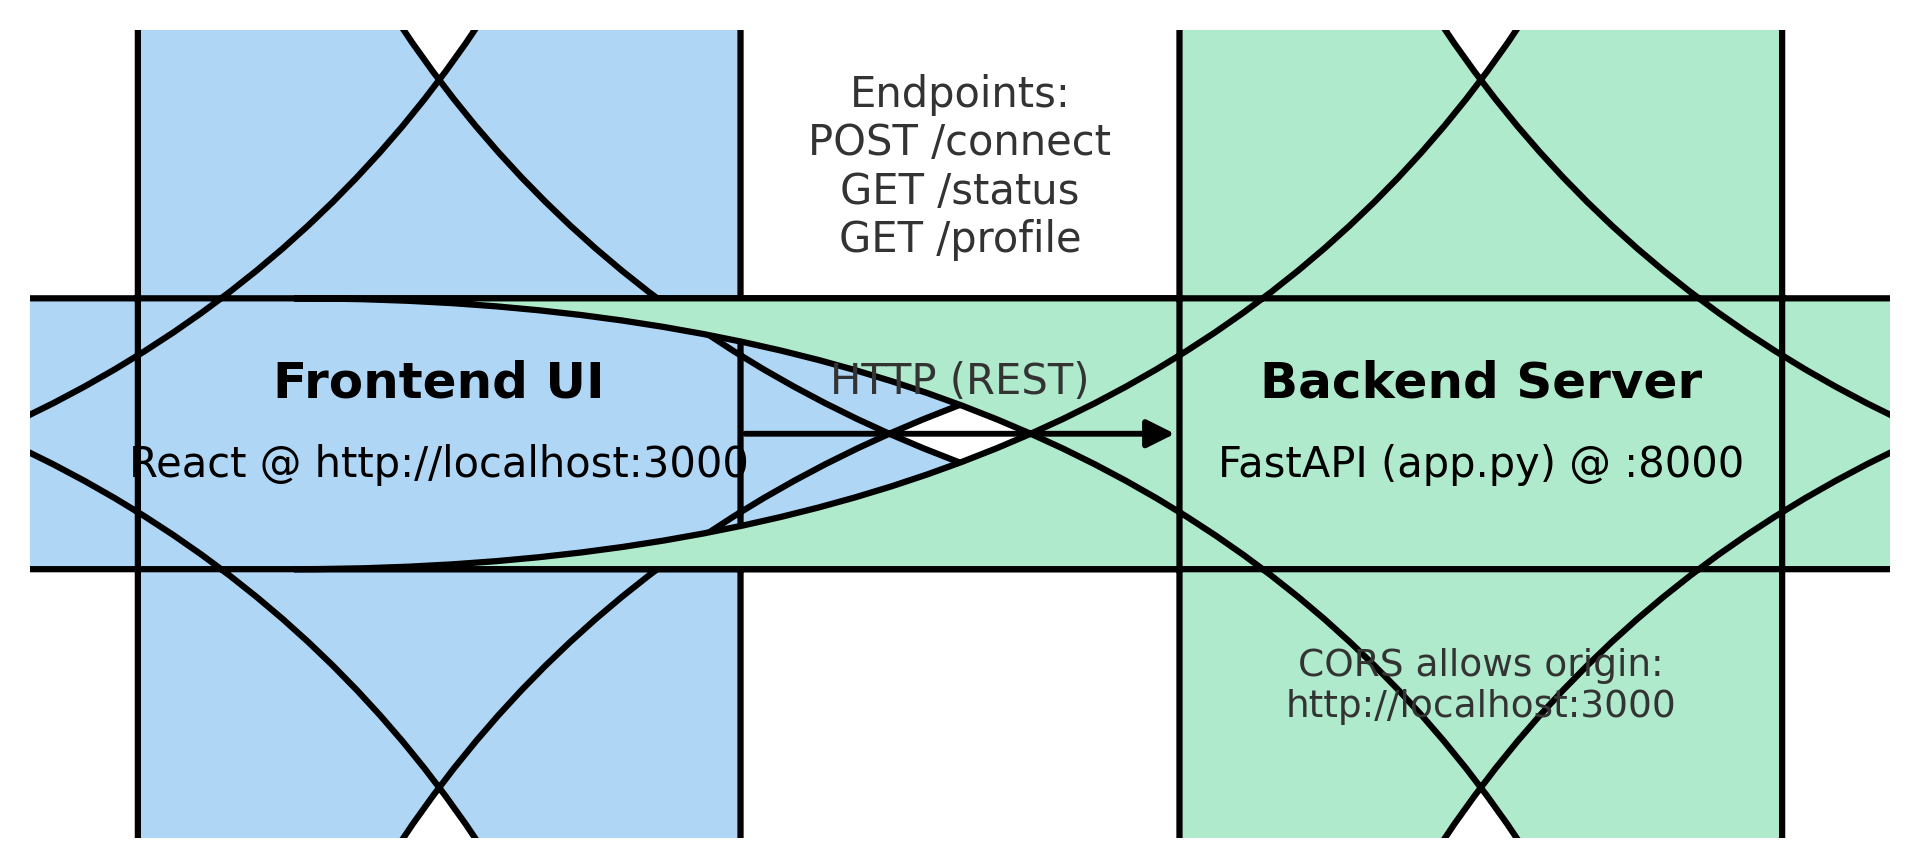 Endpoints:
POST /connect
GET /status
GET /profile
Frontend UI
React @ http://localhost:3000
HTTP (REST)
Backend Server
FastAPI (app.py) @ :8000
CORS allows origin:
http://localhost:3000